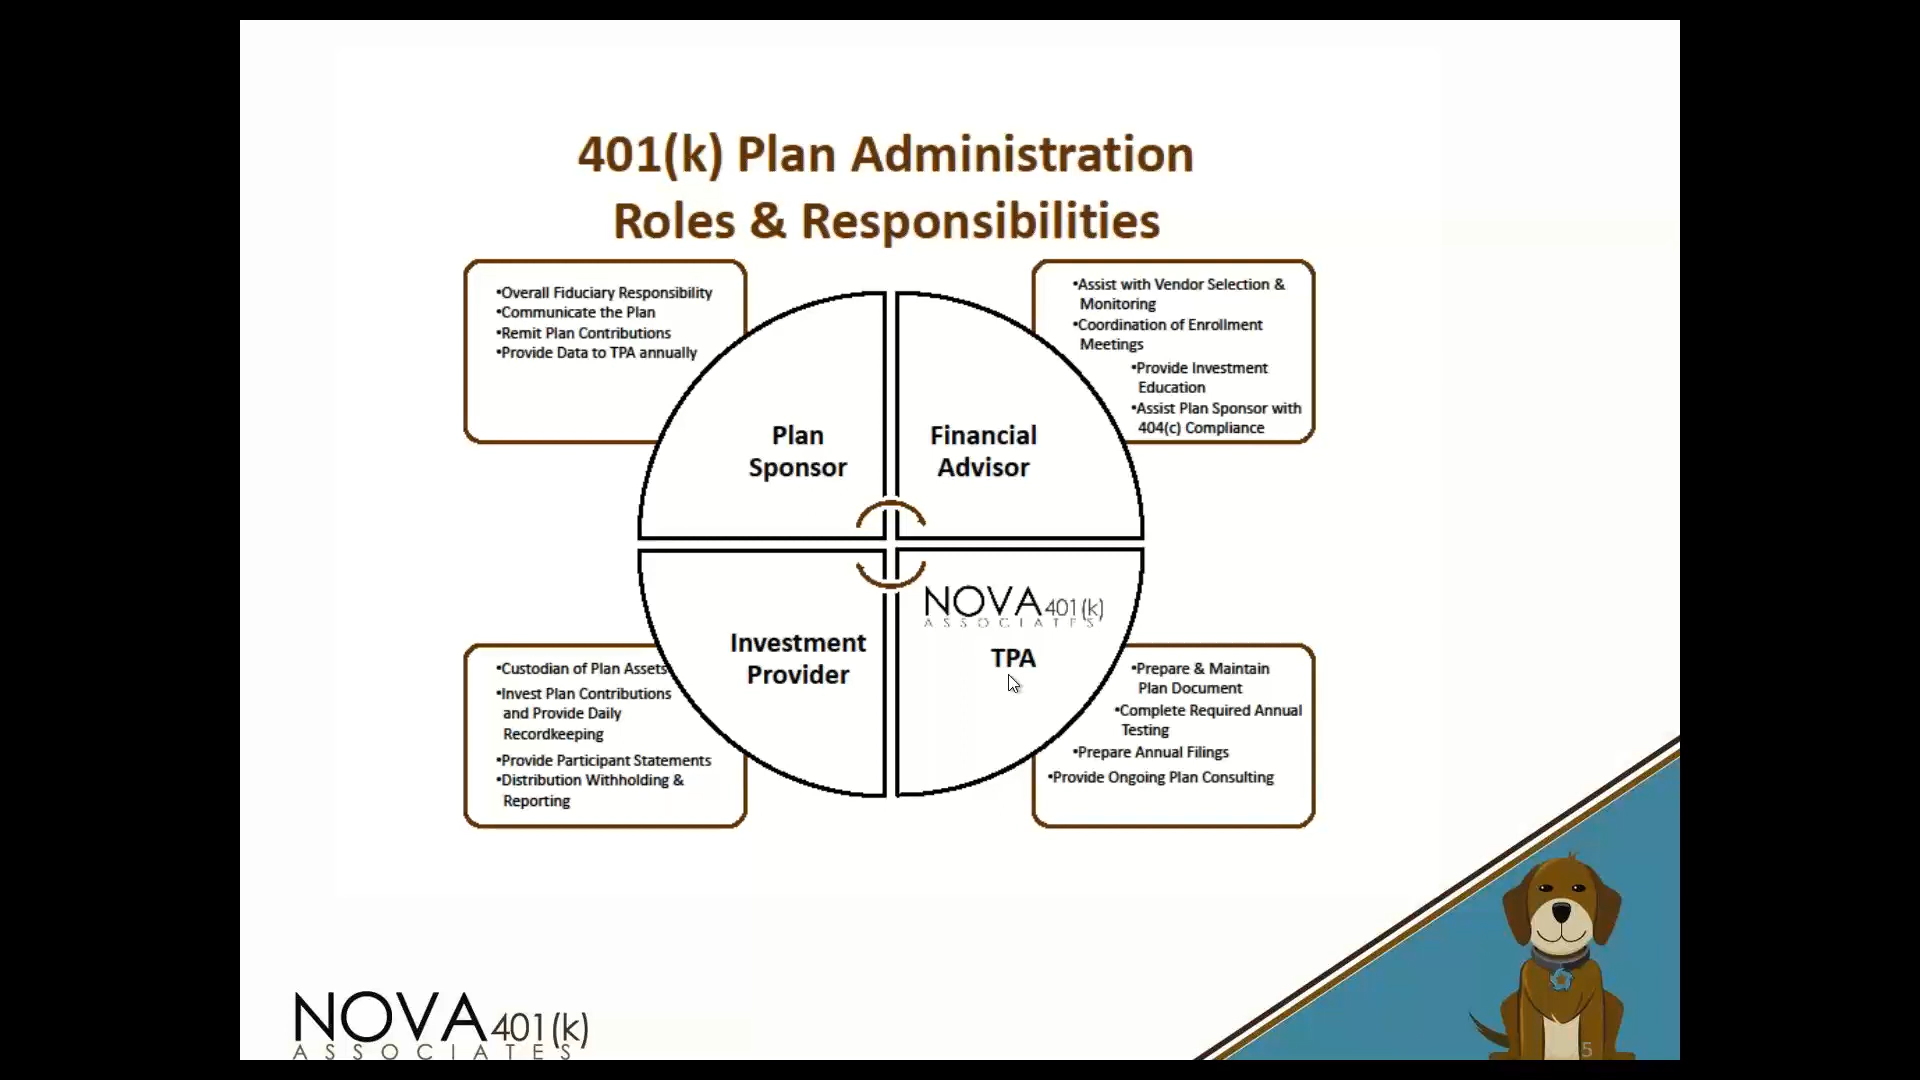 401(k) Plan Administration
Roles & Responsibilities
•Overall Fiduciary Responsibility
•Communicate the Plan
•Remit Plan Contributions
•Provide Data to TPA annually
•Assist with Vendor Selection &
Monitoring
•Coordination of Enrollment
Meetings
•Provide Investment
Education
•Assist Plan Sponsor with
404(c) Compliance
Plan
Sponsor
Financial
Advisor
Investment
Provider
NOVA 401(k)
ASSOCIATES
TPA
•Custodian of Plan Assets
•Invest Plan Contributions
and Provide Daily
Recordkeeping
•Provide Participant Statements
•Distribution Withholding &
Reporting
•Prepare & Maintain
Plan Document
•Complete Required Annual
Testing
•Prepare Annual Filings
•Provide Ongoing Plan Consulting
NOVA 401(k)
ASSOCIATES
5